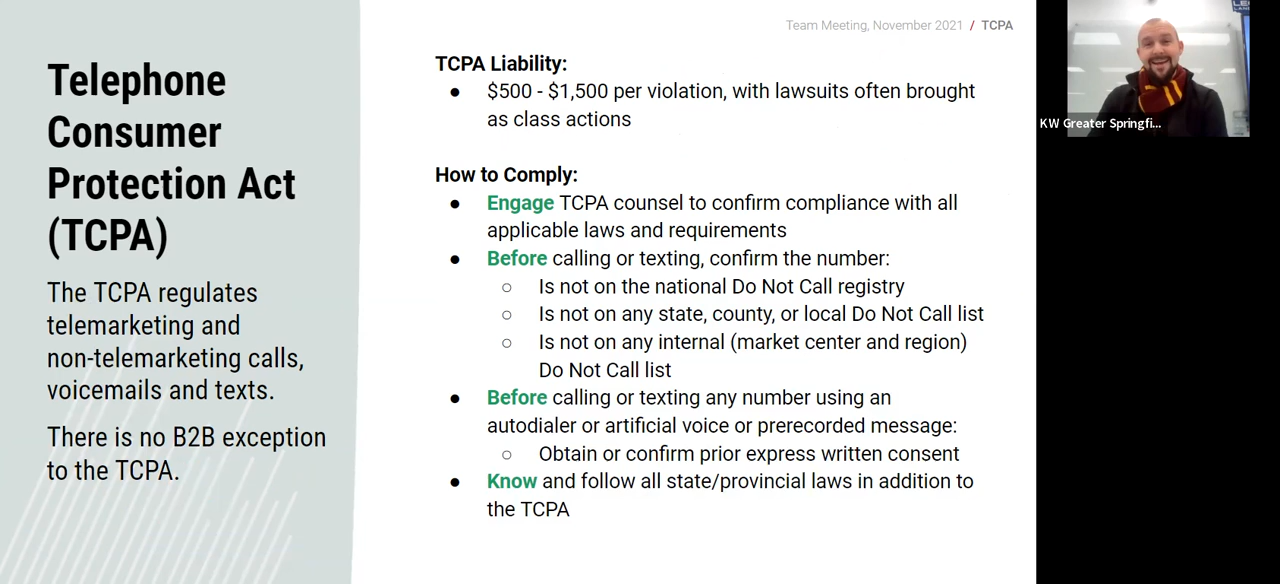 Team Meeting, November 2021 / TCPA
Telephone
Consumer
Protection Act
(TCPA)
The TCPA regulates
telemarketing and
non-telemarketing calls,
voicemails and texts.
There is no B2B exception
to the TCPA.
TCPA Liability:
● $500 - $1,500 per violation, with lawsuits often brought
as class actions
How to Comply:
● Engage TCPA counsel to confirm compliance with all
applicable laws and requirements
● Before calling or texting, confirm the number:
○ Is not on the national Do Not Call registry
○ Is not on any state, county, or local Do Not Call list
○ Is not on any internal (market center and region)
Do Not Call list
● Before calling or texting any number using an
autodialer or artificial voice or prerecorded message:
○ Obtain or confirm prior express written consent
● Know and follow all state/provincial laws in addition to
the TCPA
KW Greater Springfi...